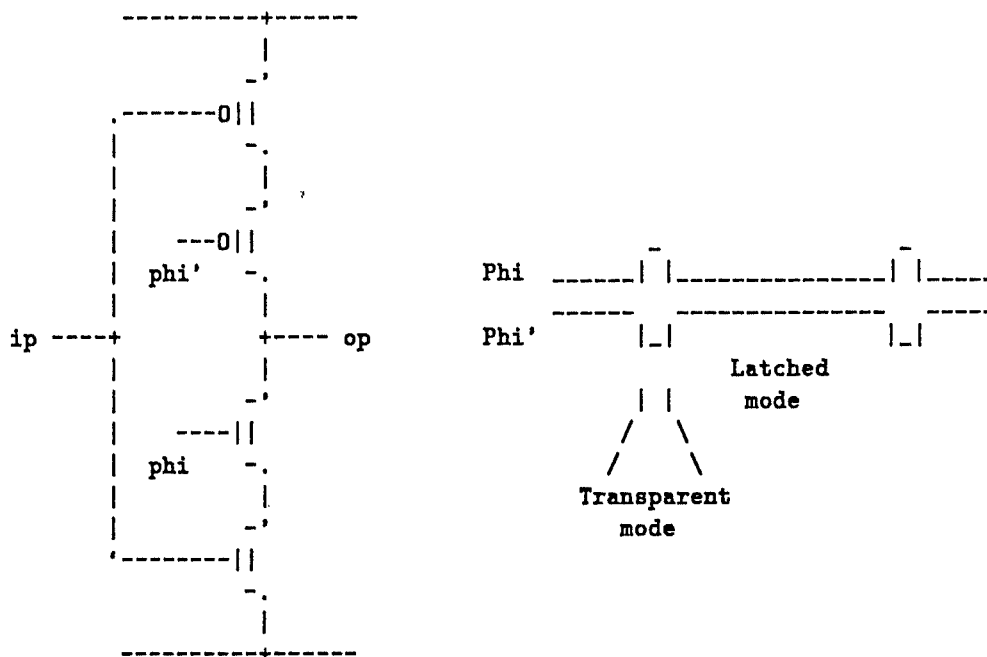 phi'
ip
op
phi
Phi
Phi'
Latched
mode
Transparent
mode